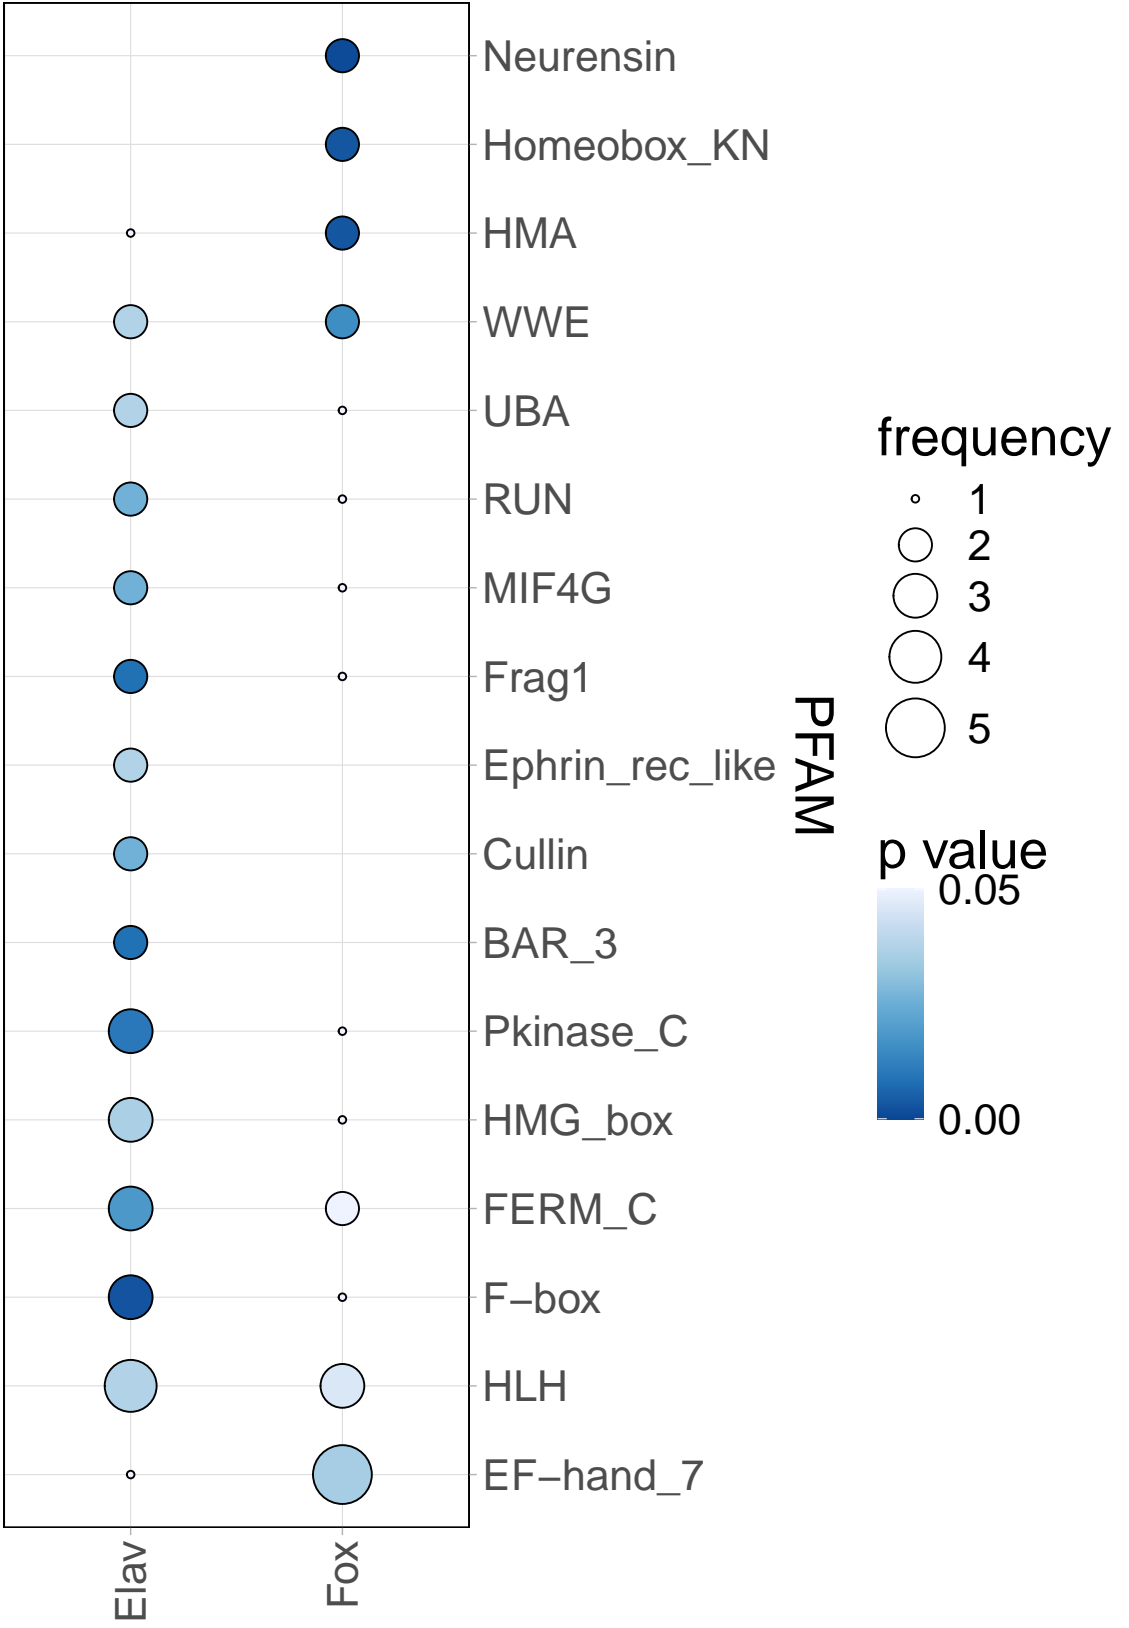 Neurensin
Homeobox_KN
HMA
WWE
UBA
RUN
MIF4G
Frag1
Ephrin_rec_like
Cullin
BAR_3
Pkinase_C
HMG_box
FERM_C
F−box
HLH
EF−hand_7
Elav
Fox
PFAM
frequency
1
2
3
4
5
p value
0.05
0.00